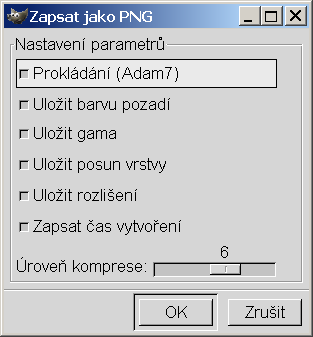 Zapsat jako PNG
Nastavení parametrů
Prokládání (Adam7)
Uložit barvu pozadí
Uložit gama
Uložit posun vrstvy
Uložit rozlišení
Zapsat čas vytvoření
6
Úroveň komprese:
OK Zrušit